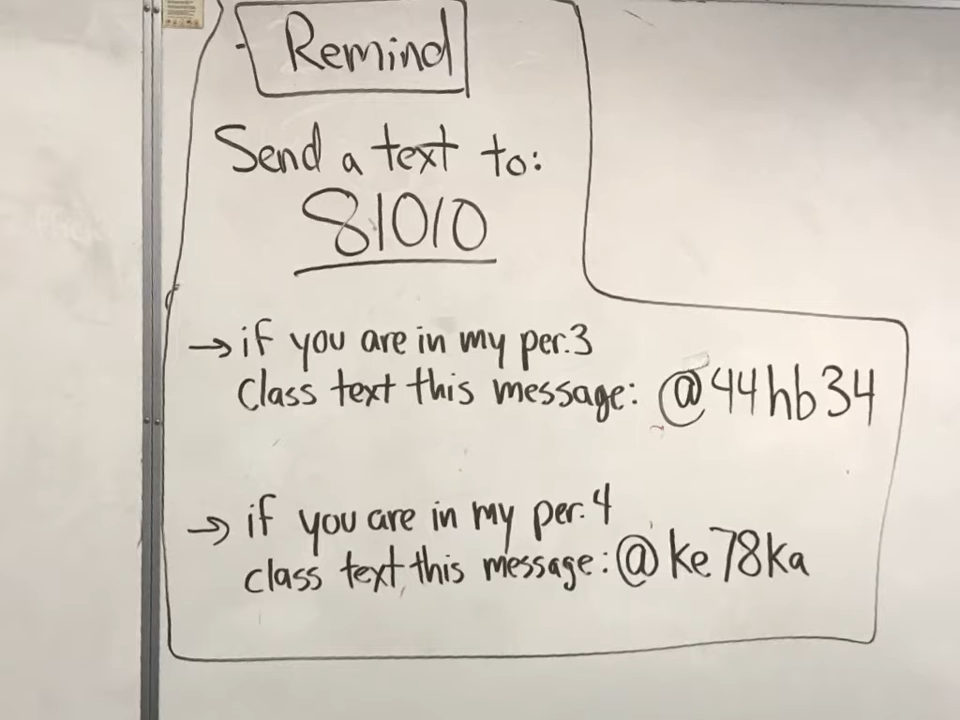 Remind
Send a text to:
81010
→ if you are in my per.3
class text this message: @44hb34
→ if you are in my per.4
class text this message: @ke78ka